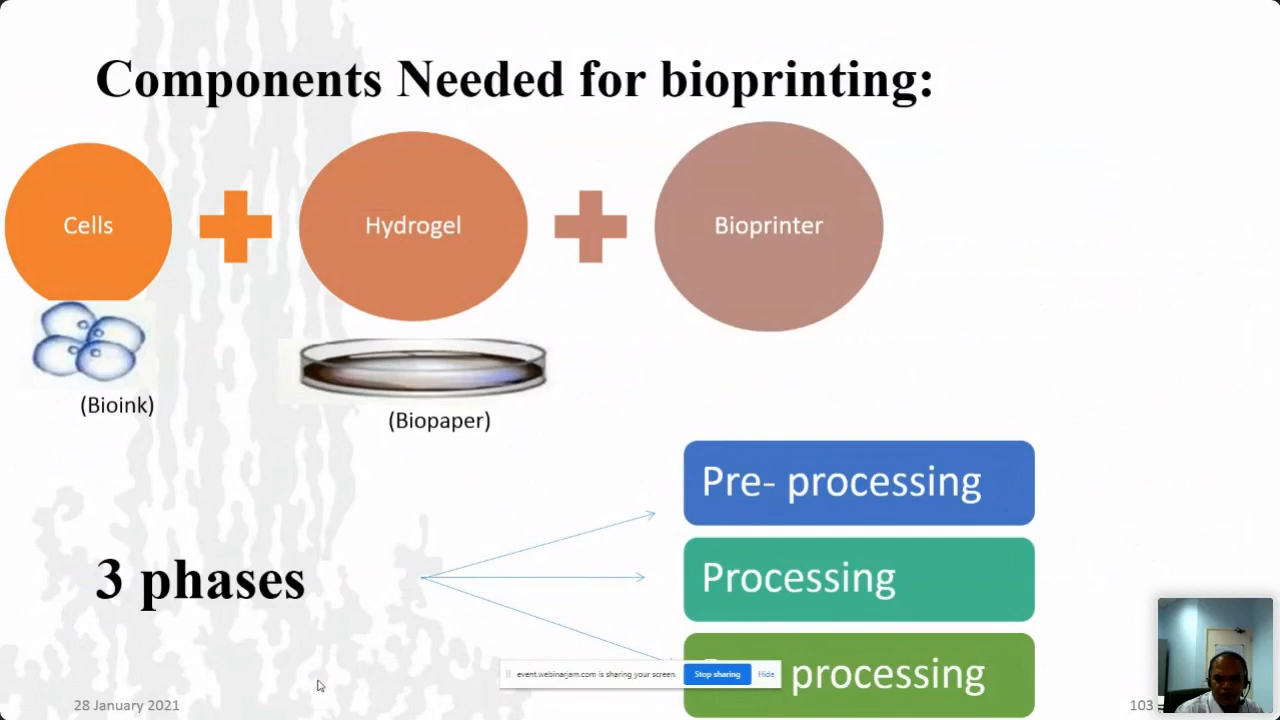 Components Needed for bioprinting:
Cells
Hydrogel
Bioprinter
(Bioink)
(Biopaper)
3 phases
Pre- processing
Processing
processing
event.webinarjam.com is sharing your screen.
Stop sharing
Hide
28 January 2021
103